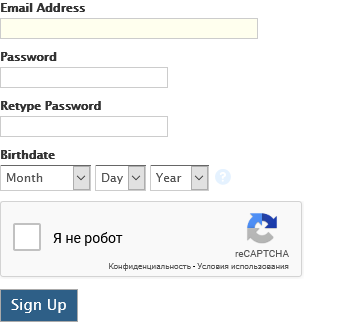 Email Address
Password
Retype Password
Birthdate
Month Day Year ?
Я не робот
reCAPTCHA
Конфиденциальность • Условия использования
Sign Up